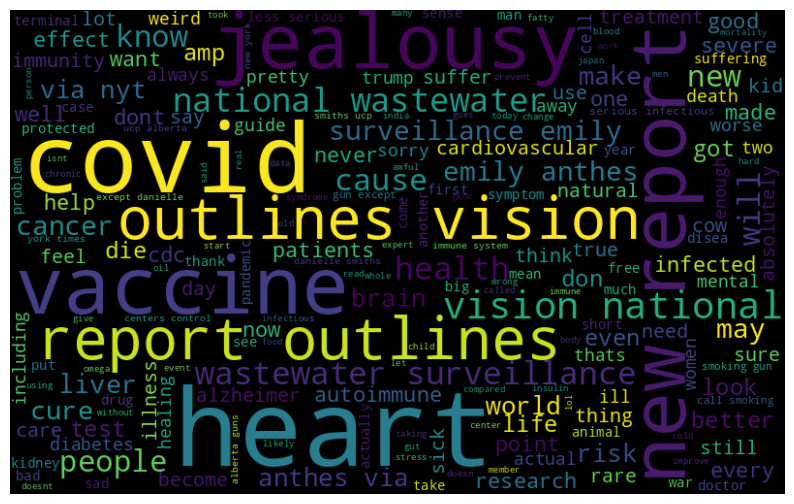 terminal lot weird jealousy less serious sense man treatment many fatty
took
effect know amp new york cell good blood mortality
immunity want always pretty trump suffer make severe suffering
person via nyt national wastewater away use one new japan work men prevent kid
well case dont say smiths ucp india goes today change serious infectious death
protected ucp alberta guide surveillance emily made worse
covid never sorry cardiovascular year got two
problem isnt said real data awful cause emily anthes natural hard
chronic help except danielle gun except first symptom will enough cow
cancer outlines vision another disea absolutely
york times die syndrome come immune system
feel cdc start thank patients danielle smiths expert think true infected
oil read whole health mean don free mental
vaccine day pandemic brain big wrong called immune much
including give centers control infectious now vision national
report outlines see food child short even need may
put omega event let body thats sure
using liver illness healing wastewater surveillance women smoking gun
drug alzheimer autoimmune compared insulin look call smoking
cure without heart world lol ill thing better
care test likely actually center life animal cold
diabetes taking gut stress point actual risk still improve
kidney people sick member rare every
bad sad become anthes via doesn take research war doctor
doesnt
new report